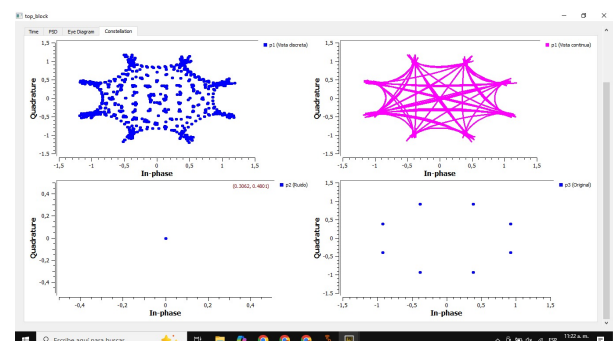 top_block
Time PSD Eye Diagram Constellation
p1 (Vista discreta)
1,5
1
0,5
0
-0,5
-1
-1,5
Quadrature
-1,5 -1 -0,5 0 0,5 1 1,5
In-phase
p1 (Vista continua)
1,5
1
0,5
0
-0,5
-1
-1.5
Quadrature
-1,5 -1 -0,5 0 0,5 1 1,5
In-phase
(0.3062, 0.4801)
p2 (Ruido)
0,4
0,2
0
-0,2
-0,4
Quadrature
-0,4 -0,2 0 0,2 0,4
In-phase
p3 (Original)
1,5
1
0,5
0
-0,5
-1
-1.5
Quadrature
-1,5 -1 -0,5 0 0,5 1 1,5
In-phase
Escribe aquí para buscar
ESP
11:22 a. m.